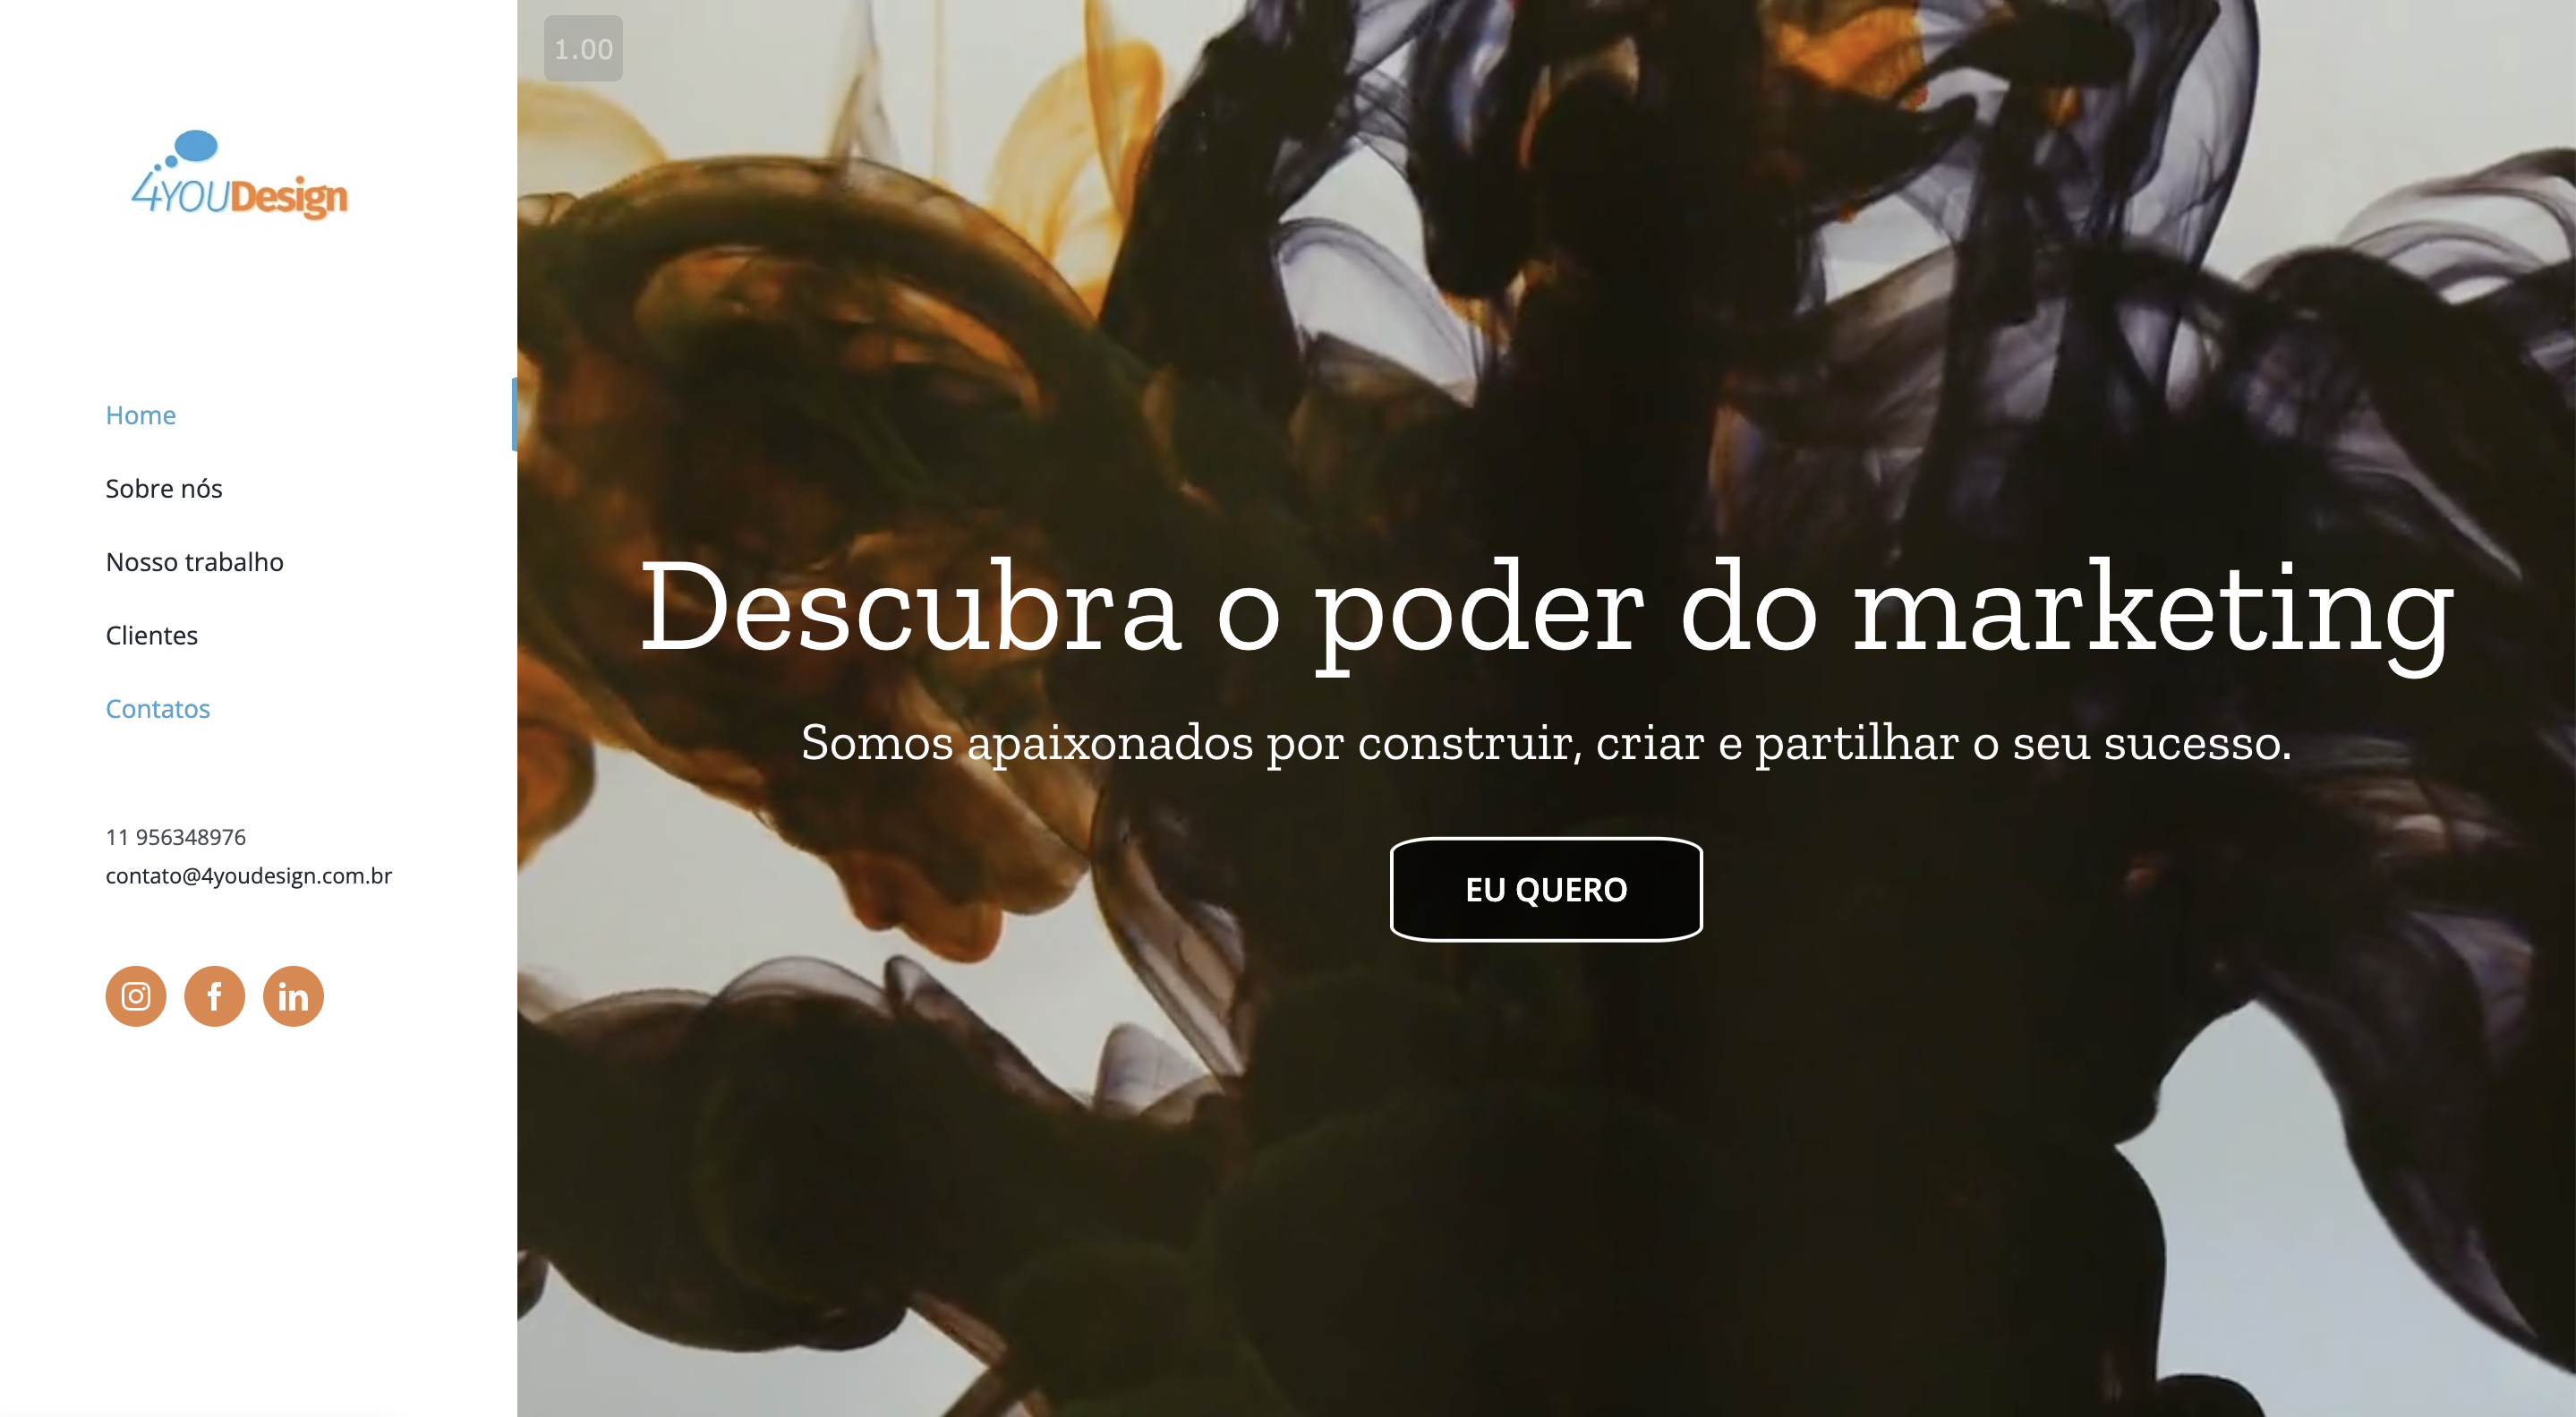 4YOUDesign
Home
Sobre nós
Nosso trabalho
Clientes
Contatos
11 956348976
contato@4youdesign.com.br
1.00
Descubra o poder do marketing
Somos apaixonados por construir, criar e partilhar o seu sucesso.
EU QUERO